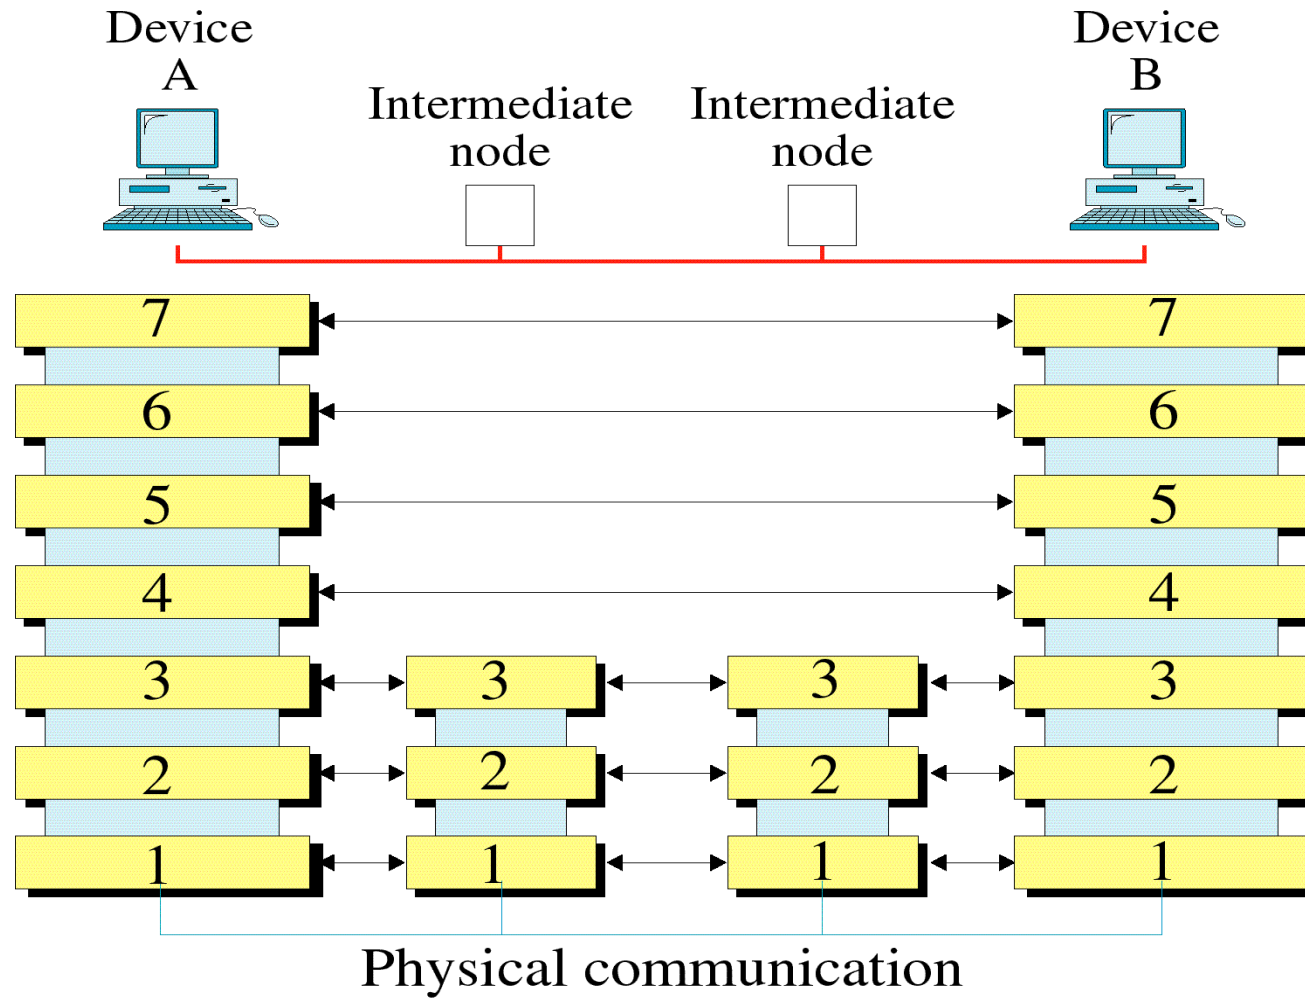 Device
A
Device
B
Intermediate
node
Intermediate
node
7
7
6
6
5
5
4
4
3
3
3
3
2
2
2
2
1
1
1
1
Physical communication